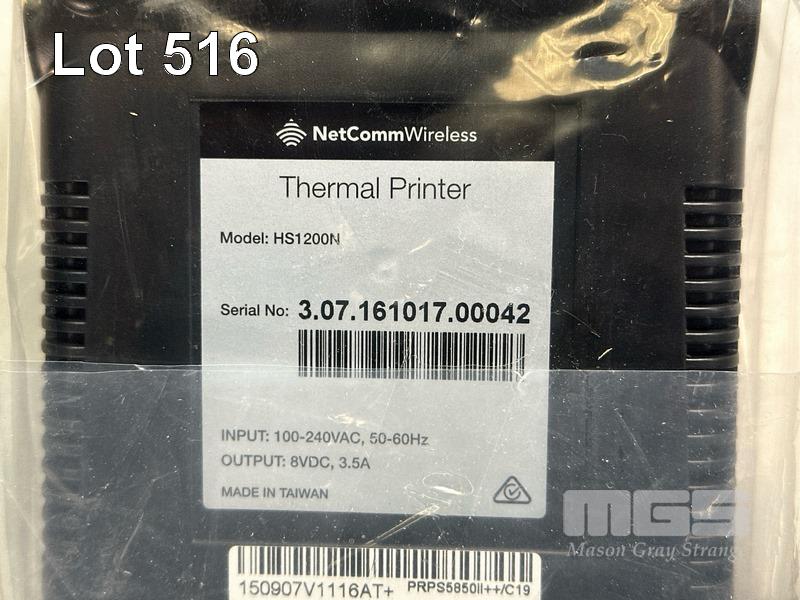 Lot 516
NetCommWireless
Thermal Printer
Model: HS1200N
Serial No: 3.07.161017.00042
INPUT: 100-240VAC, 50-60Hz
OUTPUT: 8VDC, 3.5A
MADE IN TAIWAN
MGS
Mason Gray Strange
150907V1116AT+ PRPS5850II++/C19